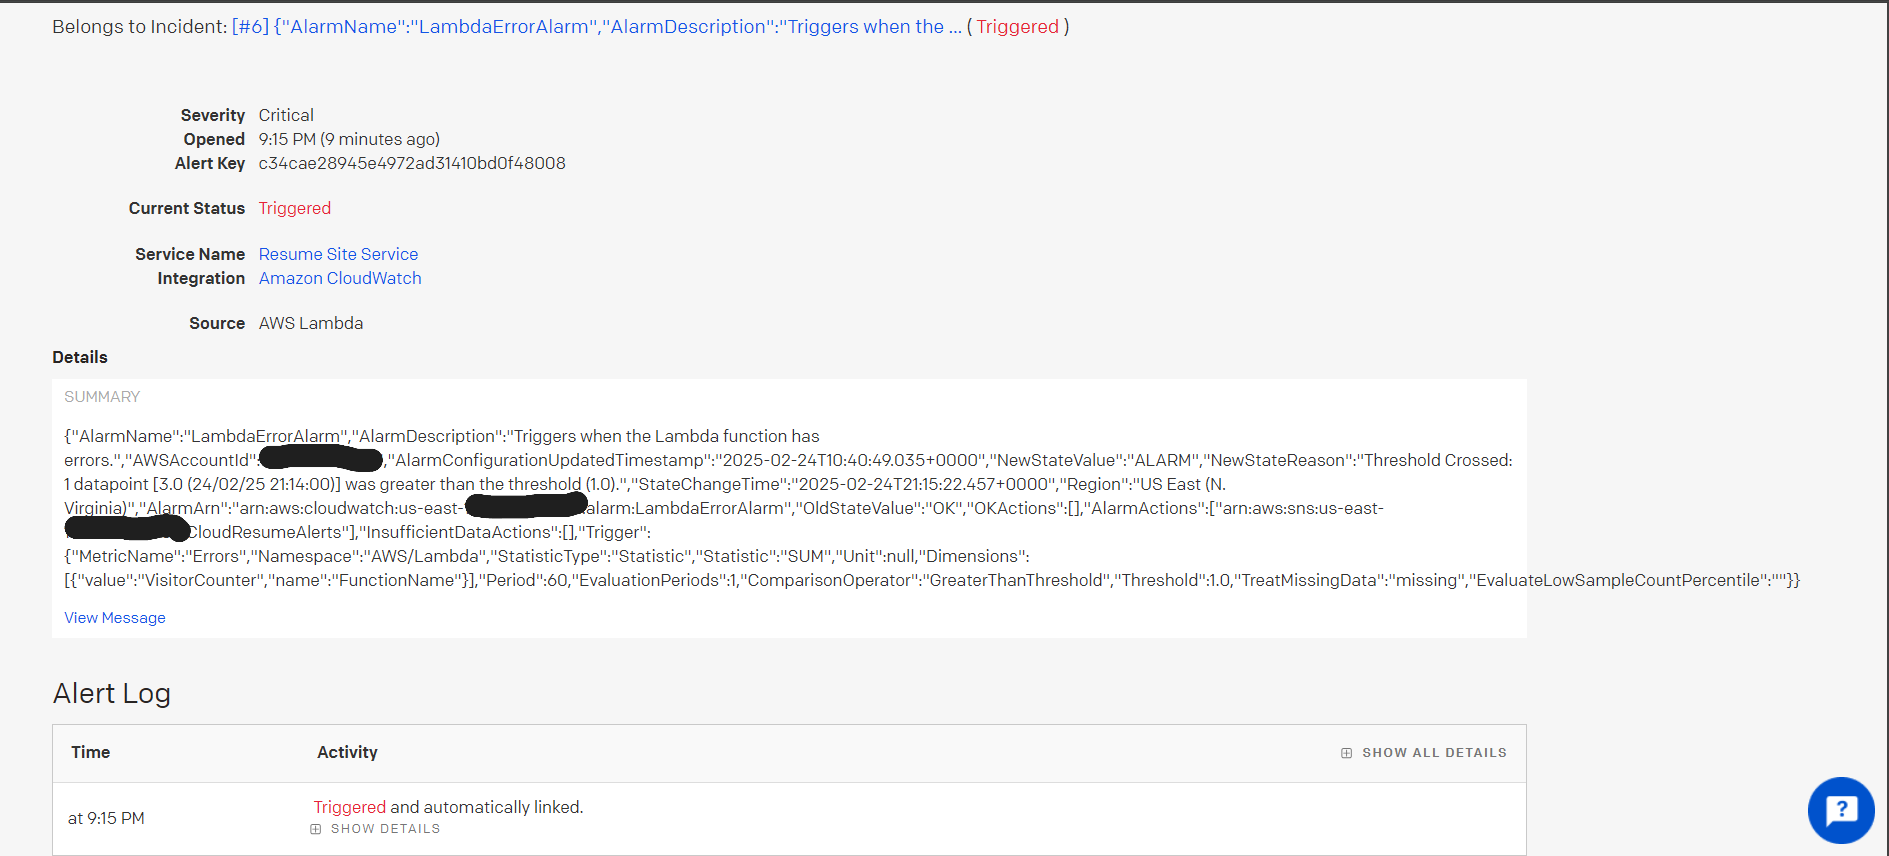 Belongs to Incident: [#6] {"AlarmName":"LambdaErrorAlarm","AlarmDescription":"Triggers when the ... ( Triggered )
Severity Critical
Opened 9:15 PM (9 minutes ago)
Alert Key c34cae28945e4972ad31410bd0f48008
Current Status Triggered
Service Name Resume Site Service
Integration Amazon CloudWatch
Source AWS Lambda
Details
SUMMARY
{"AlarmName":"LambdaErrorAlarm","AlarmDescription":"Triggers when the Lambda function has
errors.","AWSAccountId": ,"AlarmConfigurationUpdatedTimestamp":"2025-02-24T10:40:49.035+0000","NewStateValue":"ALARM","NewStateReason":"Threshold Crossed:
1 datapoint [3.0 (24/02/25 21:14:00)] was greater than the threshold (1.0).","StateChangeTime":"2025-02-24T21:15:22.457+0000","Region":"US East (N.
Virginia)","AlarmArn":"arn:aws:cloudwatch:us-east- alarm:LambdaErrorAlarm","OldStateValue":"OK","OKActions":[],"AlarmActions":["arn:aws:sns:us-east-
CloudResumeAlerts"],"InsufficientDataActions":[],"Trigger":
{"MetricName":"Errors","Namespace":"AWS/Lambda","StatisticType":"Statistic","Statistic":"SUM","Unit":null,"Dimensions":
[{"value":"VisitorCounter","name":"FunctionName"}],"Period":60,"EvaluationPeriods":1,"ComparisonOperator":"GreaterThanThreshold","Threshold":1.0,"TreatMissingData":"missing","EvaluateLowSampleCountPercentile":""}}
View Message
Alert Log
Time Activity SHOW ALL DETAILS
at 9:15 PM Triggered and automatically linked.
SHOW DETAILS